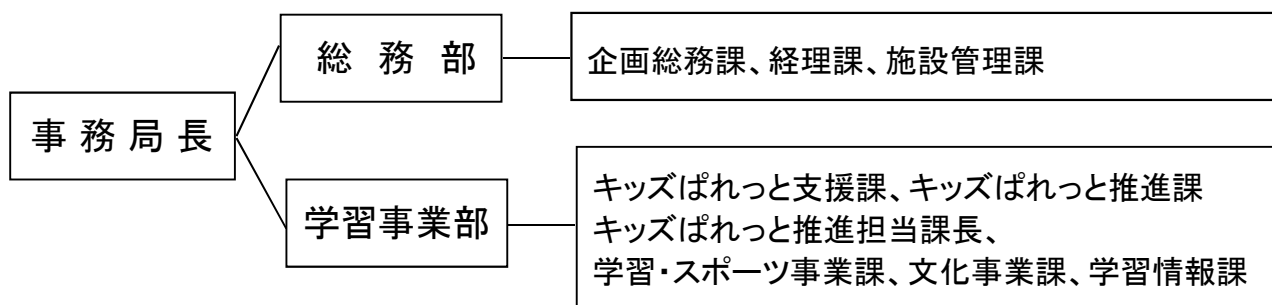 総務部
企画総務課、経理課、施設管理課
事務局長
学習事業部
キッズぱれっと支援課、キッズぱれっと推進課
キッズぱれっと推進担当課長、
学習・スポーツ事業課、文化事業課、学習情報課